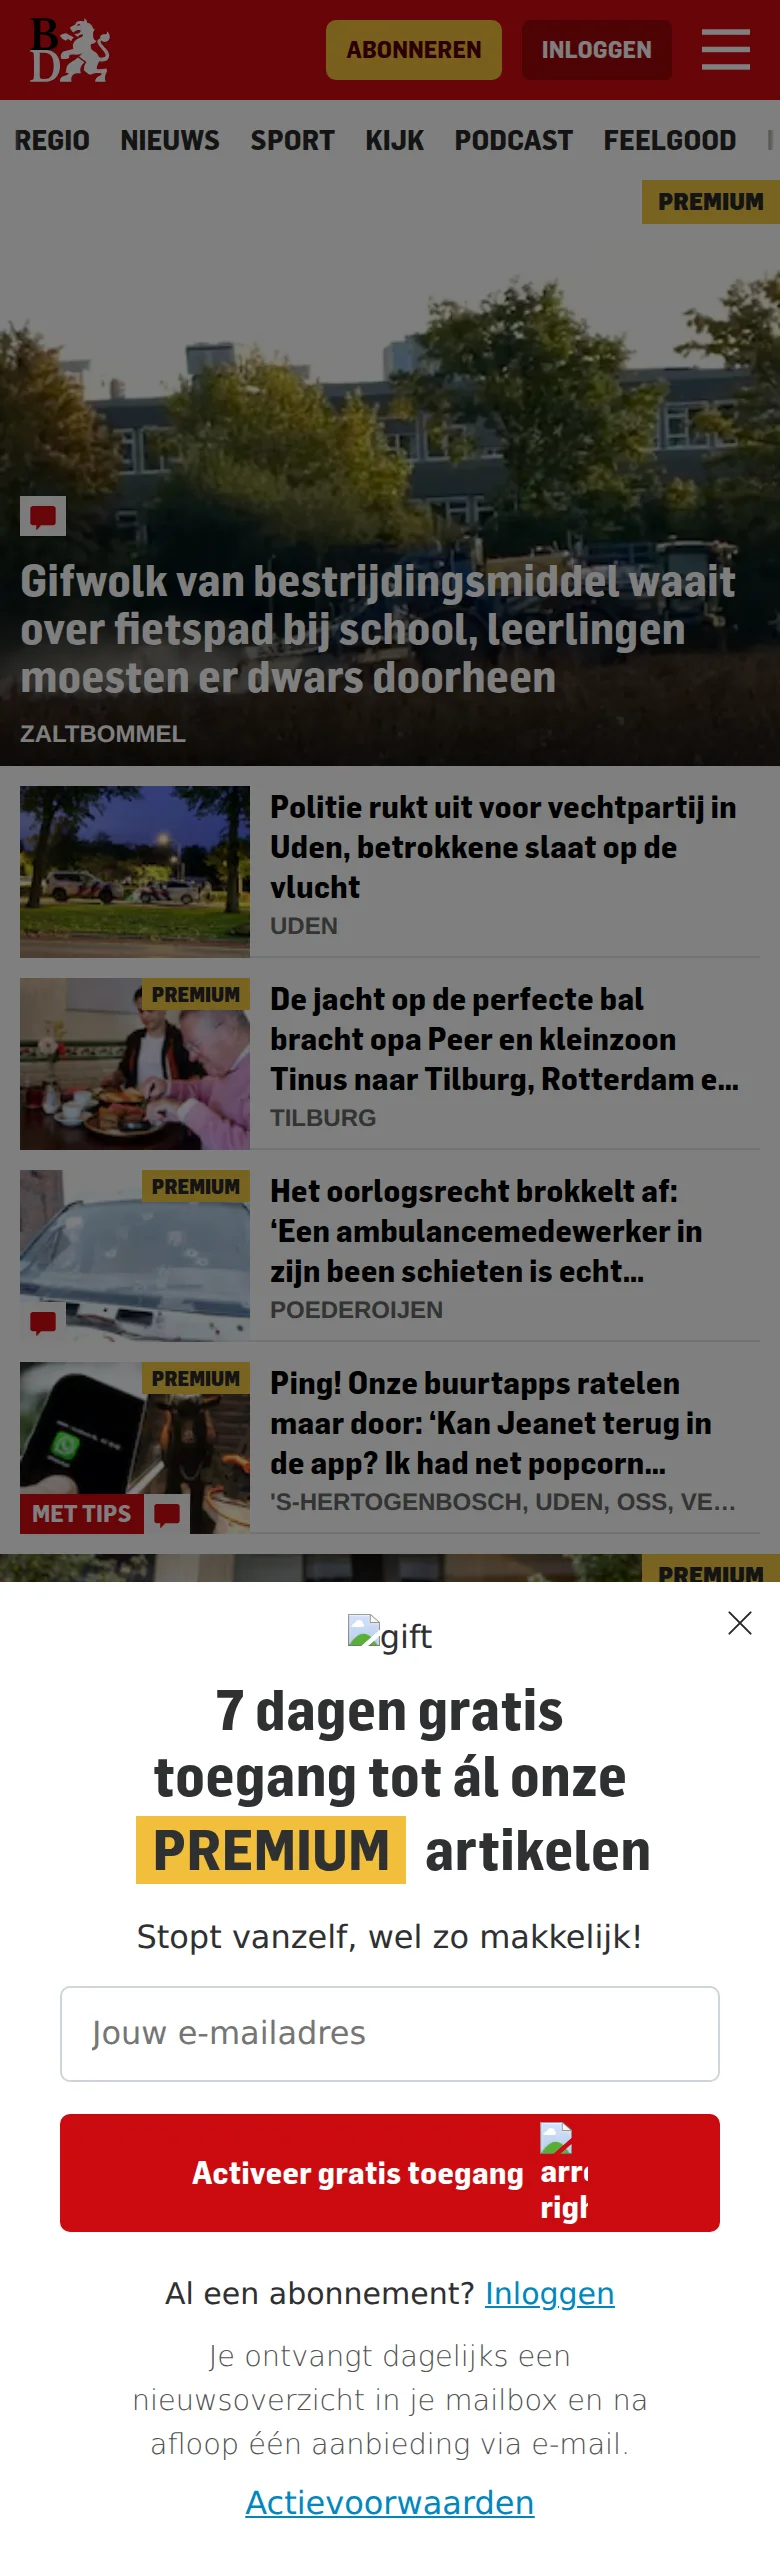 BD
ABONNEREN
INLOGGEN
REGIO NIEUWS SPORT KIJK PODCAST FEELGOOD
PREMIUM
Gifwolk van bestrijdingsmiddel waait
over fietspad bij school, leerlingen
moesten er dwars doorheen
ZALTBOMMEL
Politie rukt uit voor vechtpartij in
Uden, betrokkene slaat op de
vlucht
UDEN
PREMIUM
De jacht op de perfecte bal
bracht opa Peer en kleinzoon
Tinus naar Tilburg, Rotterdam e...
TILBURG
PREMIUM
Het oorlogsrecht brokkelt af:
‘Een ambulancemedewerker in
zijn been schieten is echt...
POEDEROIJEN
PREMIUM
MET TIPS
Ping! Onze buurtapps ratelen
maar door: ‘Kan Jeanet terug in
de app? Ik had net popcorn...
'S-HERTOGENBOSCH, UDEN, OSS, VE...
PREMIUM
gift
7 dagen gratis
toegang tot ál onze
PREMIUM artikelen
Stopt vanzelf, wel zo makkelijk!
Jouw e-mailadres
Activeer gratis toegang
arro
righ
Al een abonnement? Inloggen
Je ontvangt dagelijks een
nieuwsoverzicht in je mailbox en na
afloop één aanbieding via e-mail.
Actievoorwaarden